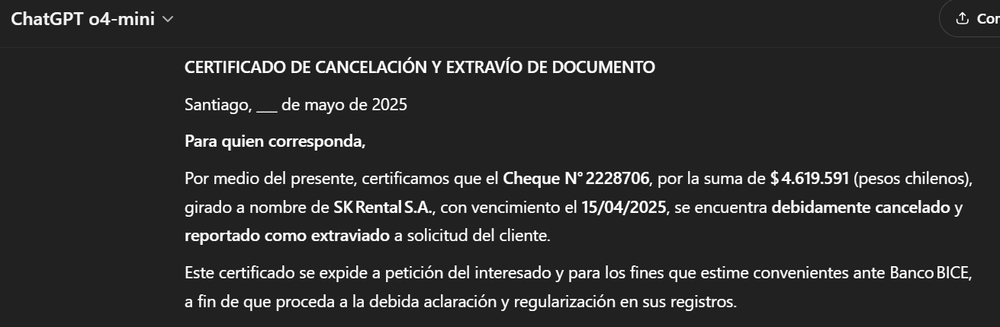 ChatGPT o4-mini
CERTIFICADO DE CANCELACIÓN Y EXTRAVÍO DE DOCUMENTO
Santiago, ___ de mayo de 2025
Para quien corresponda,
Por medio del presente, certificamos que el Cheque N° 2228706, por la suma de $ 4.619.591 (pesos chilenos),
girado a nombre de SK Rental S.A., con vencimiento el 15/04/2025, se encuentra debidamente cancelado y
reportado como extraviado a solicitud del cliente.
Este certificado se expide a petición del interesado y para los fines que estime convenientes ante Banco BICE,
a fin de que proceda a la debida aclaración y regularización en sus registros.